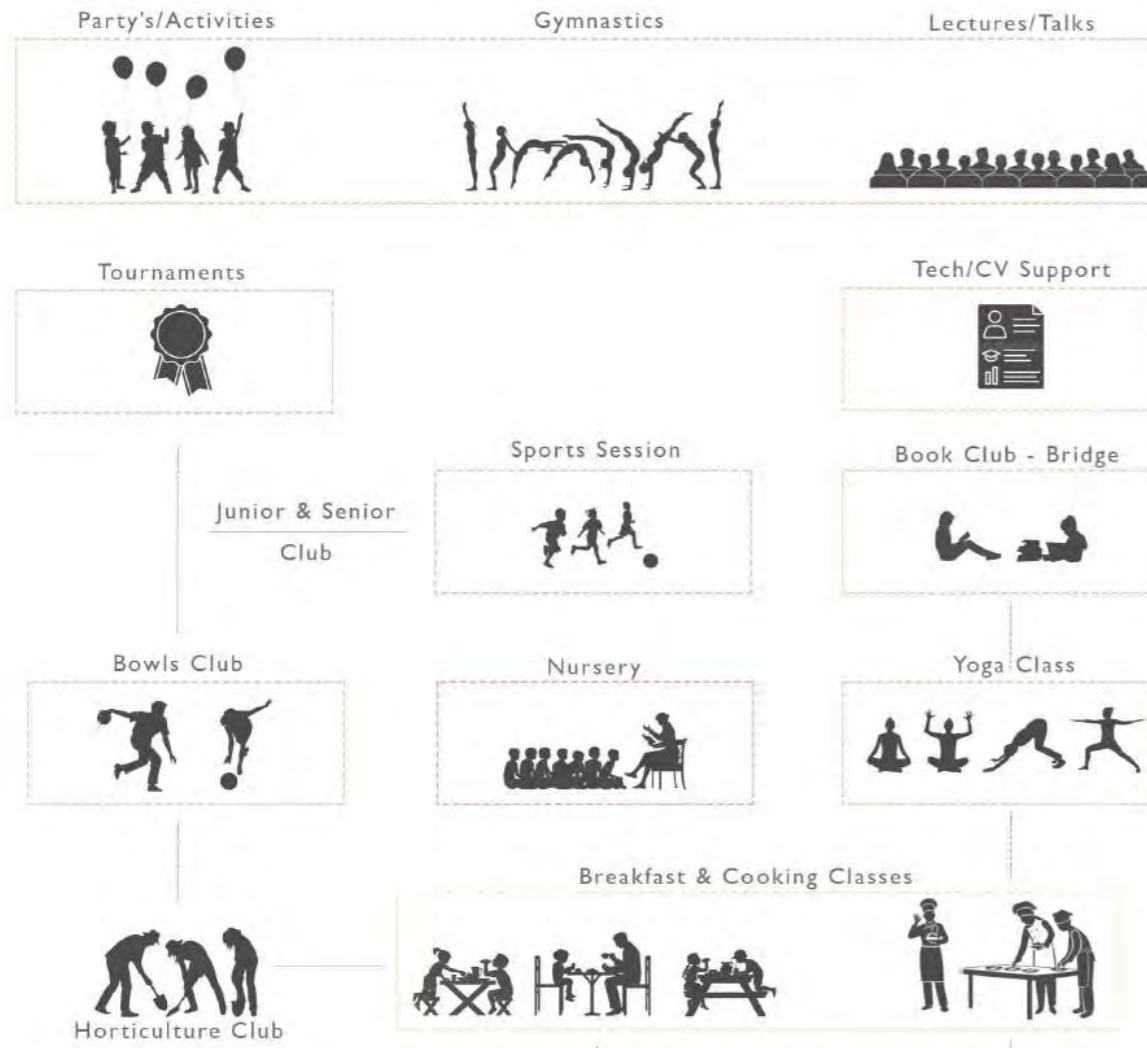 Party's/Activities
Gymnastics
Lectures/Talks
Tournaments
Tech/CV Support
Sports Session
Book Club - Bridge
Junior & Senior
Club
Bowls Club
Nursery
Yoga Class
Breakfast & Cooking Classes
Horticulture Club